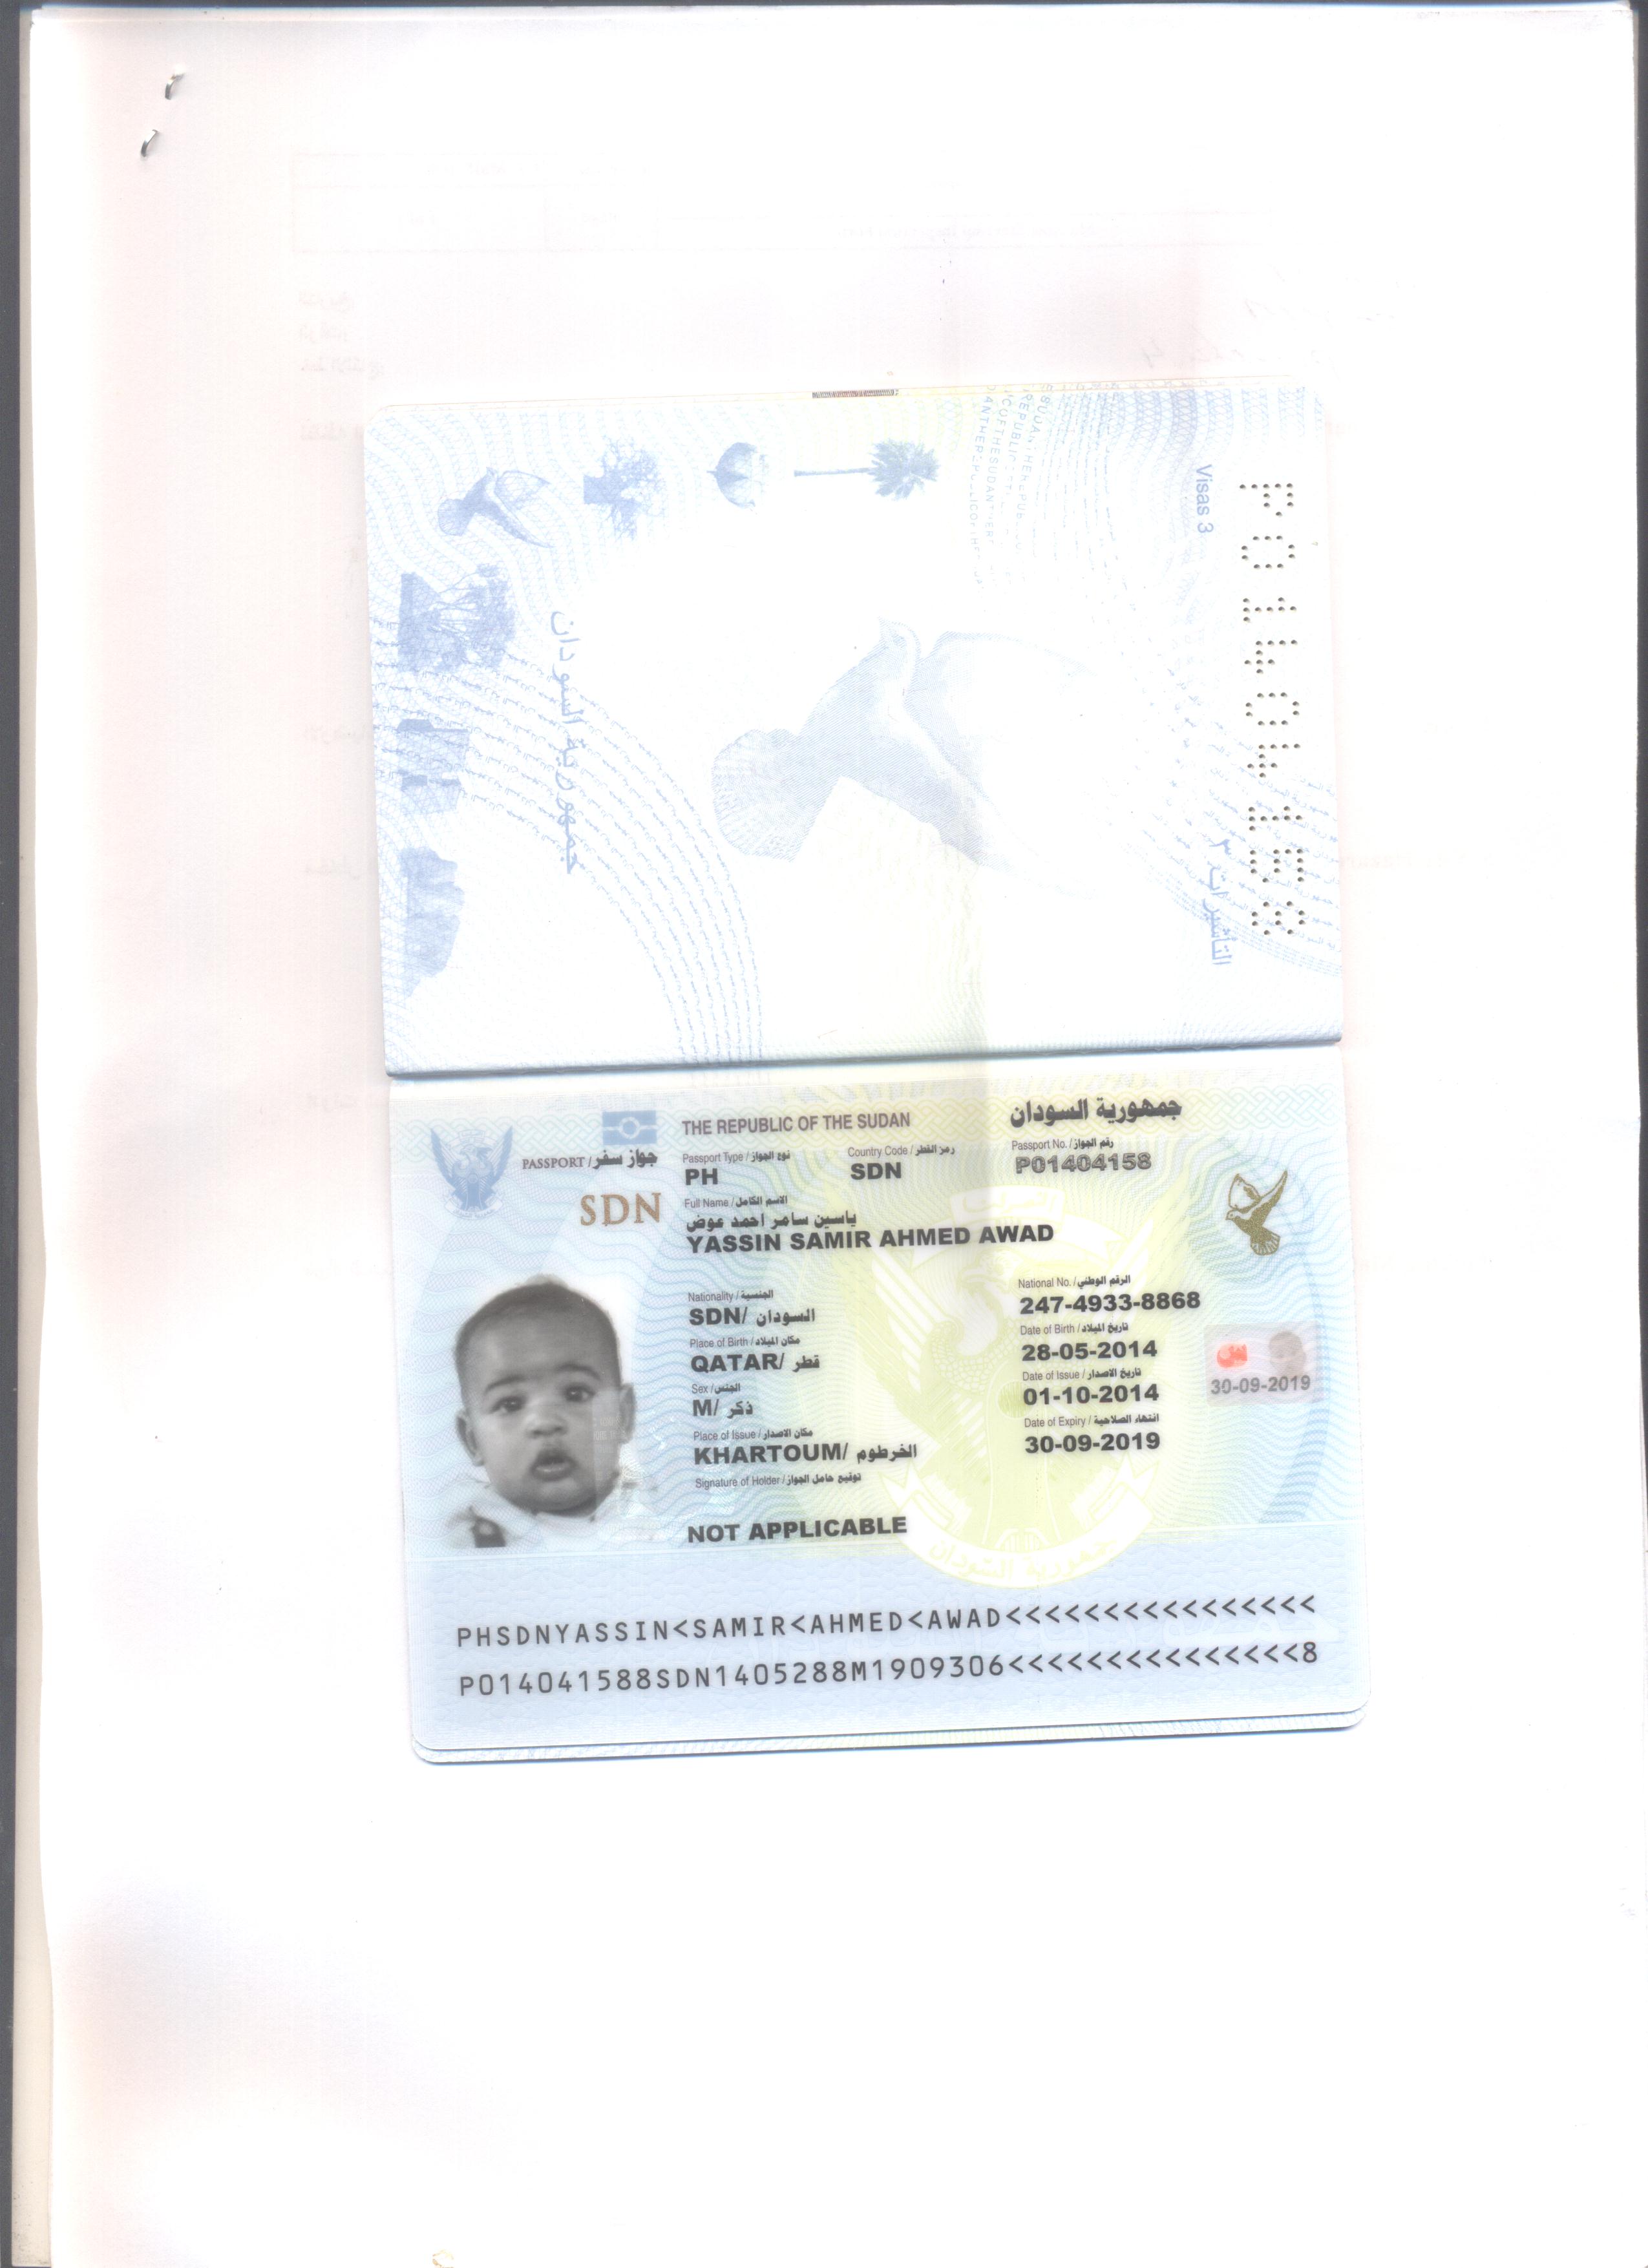 Visas 3
P01404158
التأشيرات ٣
جمهورية السودان
THE REPUBLIC OF THE SUDAN
جمهورية السودان
PASSPORT / جواز سفر
Passport Type / نوع الجواز
Country Code / رمز القطر
Passport No. / رقم الجواز
PH
SDN
P01404158
SDN
Full Name / الاسم الكامل
ياسين سامر احمد عوض
YASSIN SAMIR AHMED AWAD
Nationality / الجنسية
National No. / الرقم الوطني
SDN/ السودان
247-4933-8868
Place of Birth / مكان الميلاد
Date of Birth / تاريخ الميلاد
QATAR/ قطر
28-05-2014
Sex / الجنس
Date of Issue / تاريخ الاصدار
M/ ذكر
01-10-2014
30-09-2019
Place of Issue / مكان الاصدار
Date of Expiry / انتهاء الصلاحية
KHARTOUM/ الخرطوم
30-09-2019
Signature of Holder / توقيع حامل الجواز
NOT APPLICABLE
جمهورية السودان
PHSDNYASSIN<SAMIR<AHMED<AWAD<<<<<<<<<<<<<<<<
P014041588SDN1405288M1909306<<<<<<<<<<<<<<<8